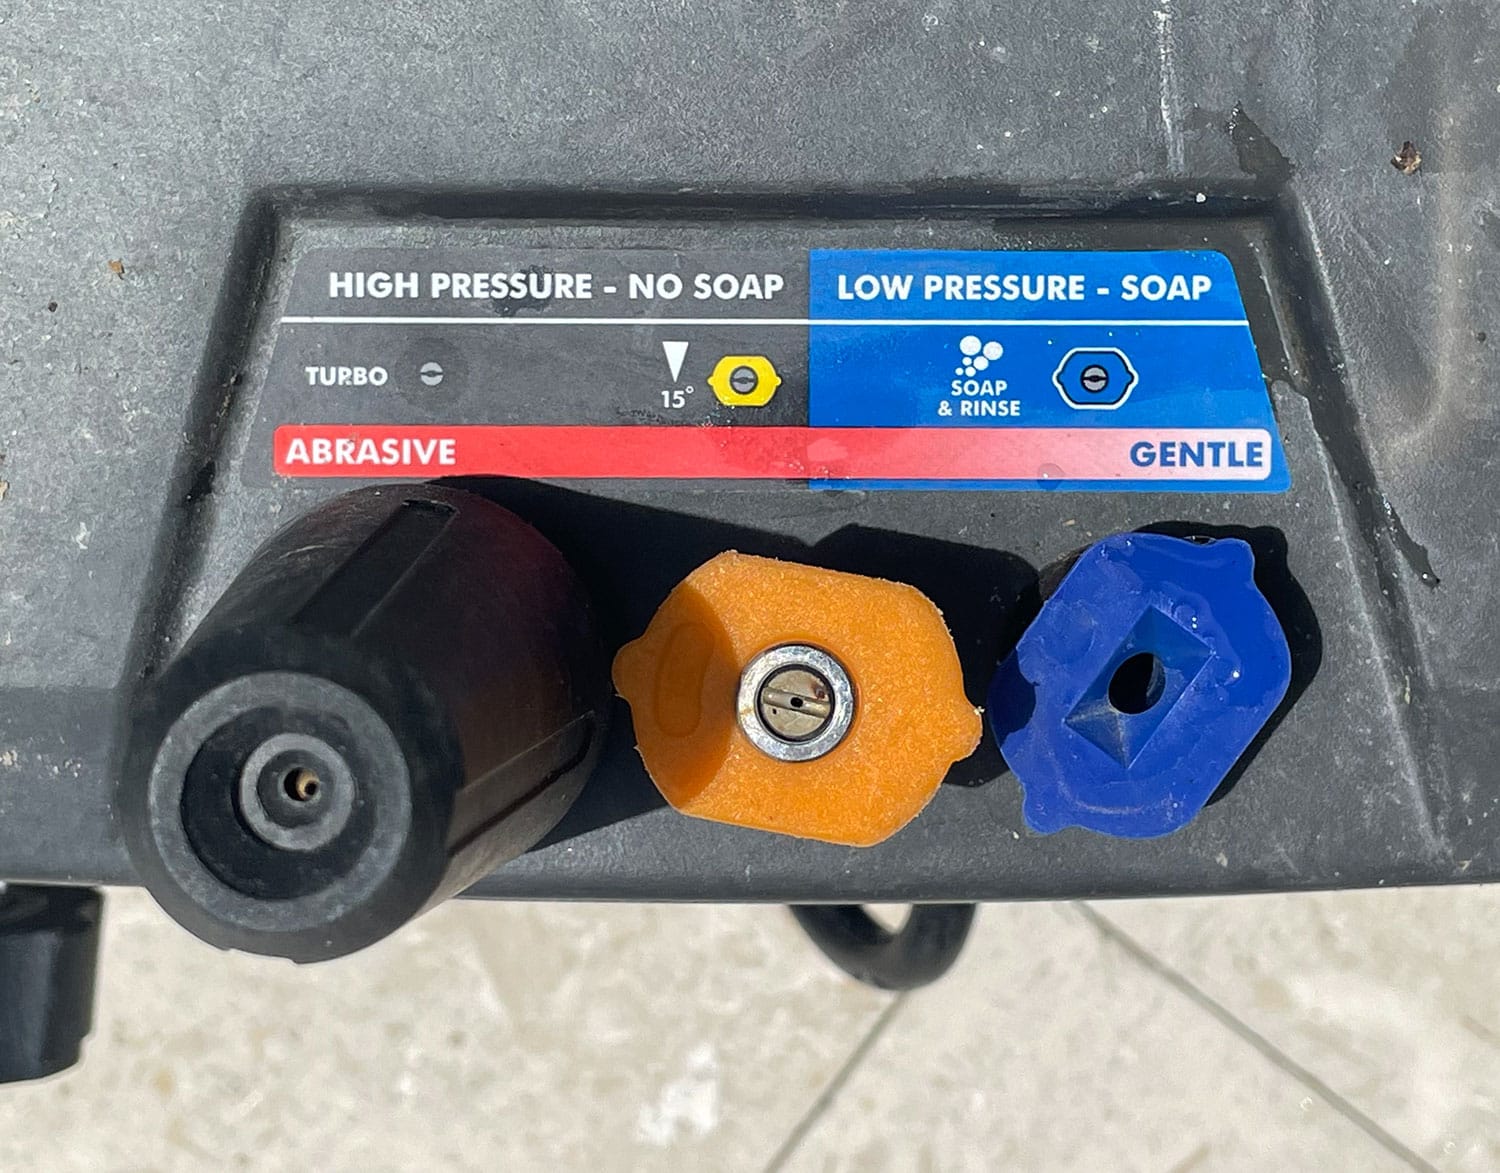 HIGH PRESSURE - NO SOAP
LOW PRESSURE - SOAP
TURBO
15°
SOAP
& RINSE
ABRASIVE
GENTLE